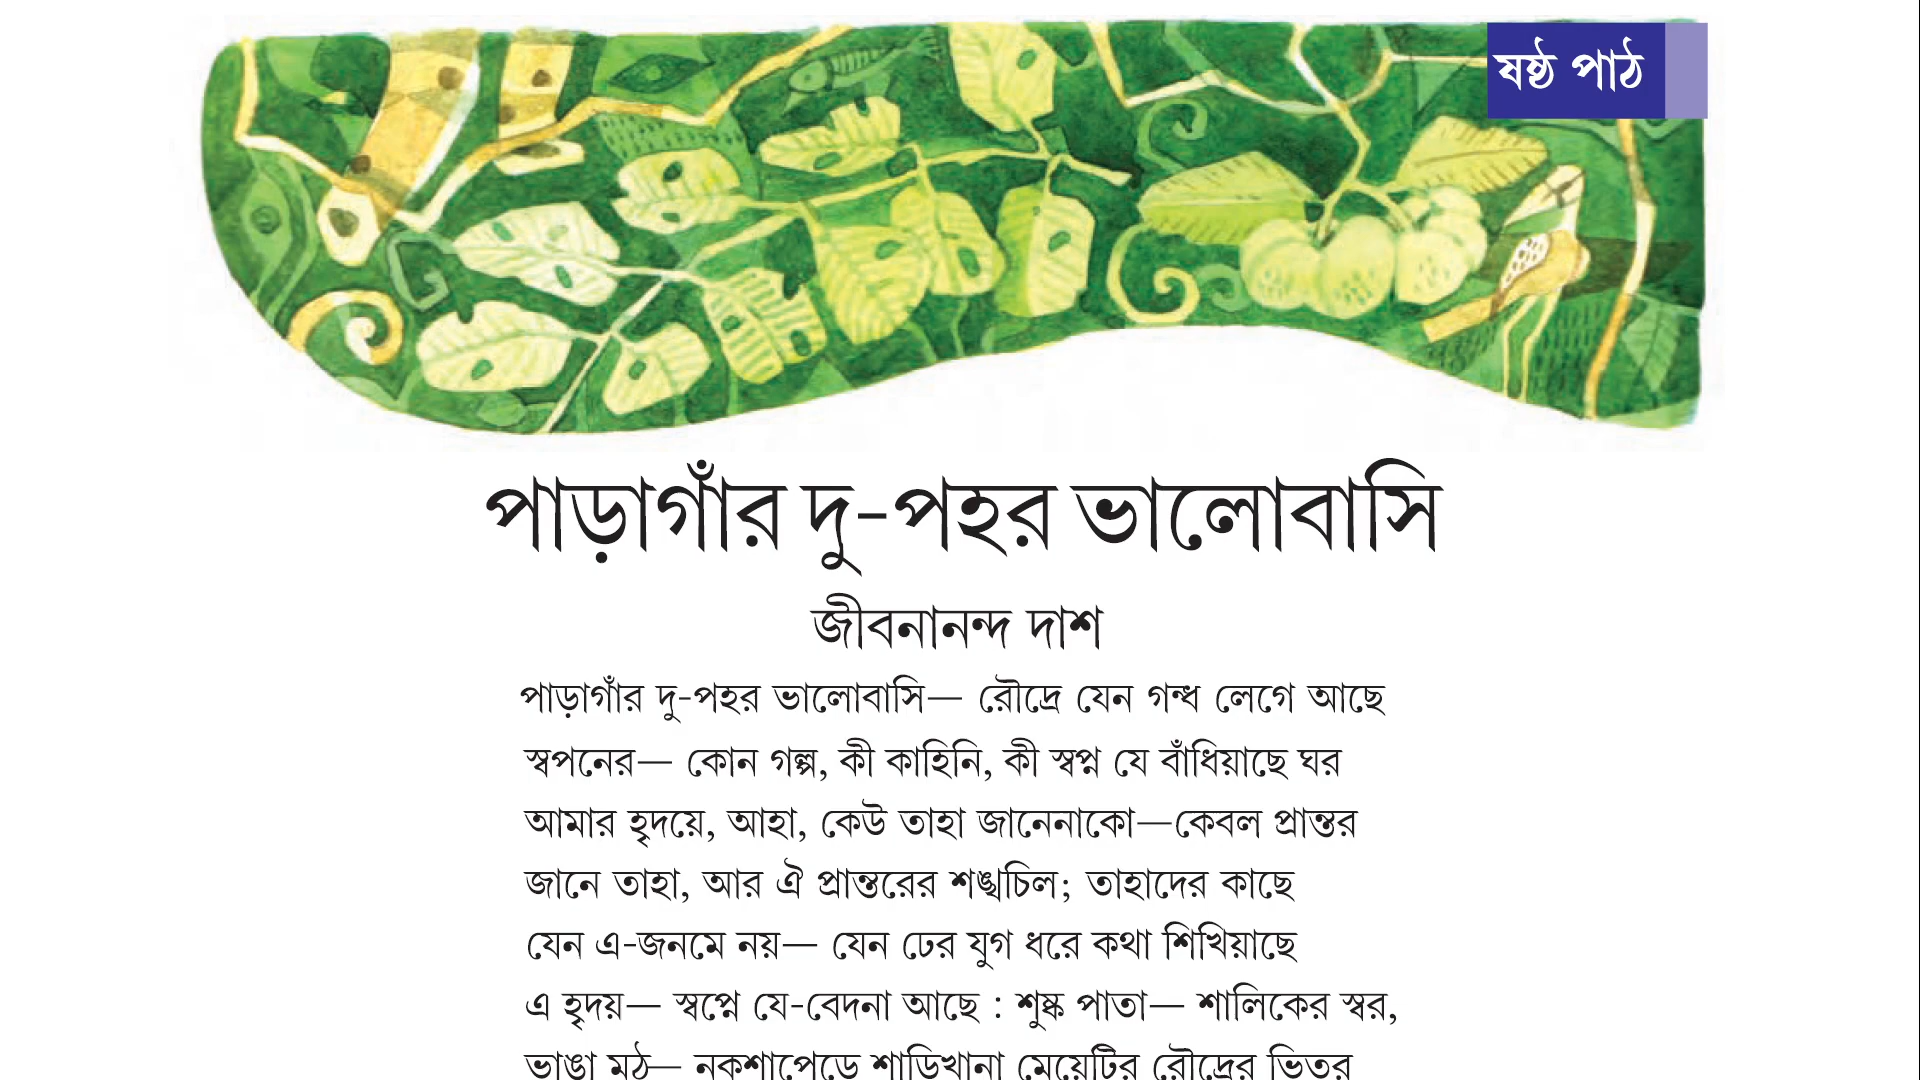 ষষ্ঠ পাঠ
পাড়াগাঁর দু-পহর ভালোবাসি
জীবনানন্দ দাশ
পাড়াগাঁর দু-পহর ভালোবাসি— রৌদ্রে যেন গন্ধ লেগে আছে
স্বপনের— কোন গল্প, কী কাহিনি, কী স্বপ্ন যে বাঁধিয়াছে ঘর
আমার হৃদয়ে, আহা, কেউ তাহা জানেনাকো—কেবল প্রান্তর
জানে তাহা, আর ঐ প্রান্তরের শঙ্খচিল; তাহাদের কাছে
যেন এ-জনমে নয়— যেন ঢের যুগ ধরে কথা শিখিয়াছে
এ হৃদয়— স্বপ্নে যে-বেদনা আছে : শুষ্ক পাতা— শালিকের স্বর,
ভাঙা মঠ— নকশাপেড়ে শাড়িখানা মেয়েটির রৌদ্রের ভিতর